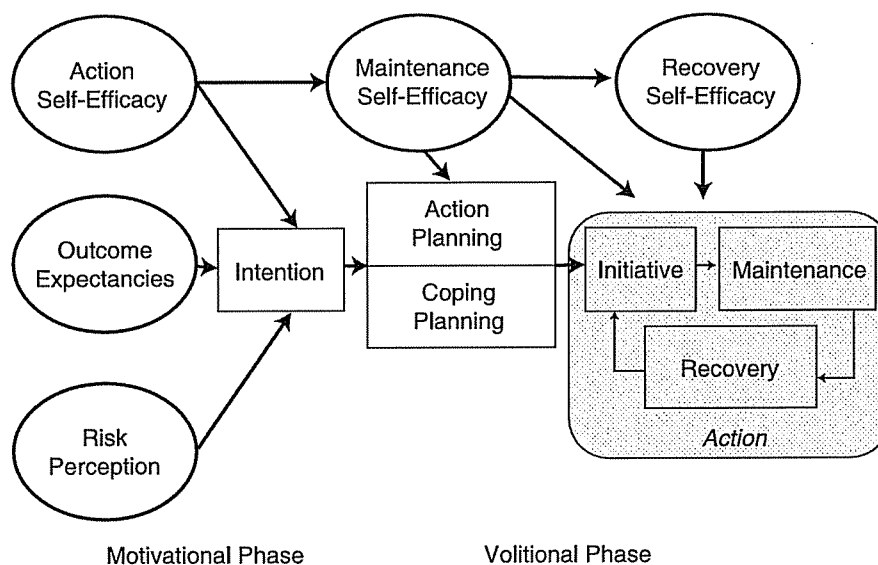 Action
Self-Efficacy
Maintenance
Self-Efficacy
Recovery
Self-Efficacy
Outcome
Expectancies
Intention
Action
Planning
Coping
Planning
Initiative
Maintenance
Recovery
Action
Risk
Perception
Motivational Phase
Volitional Phase